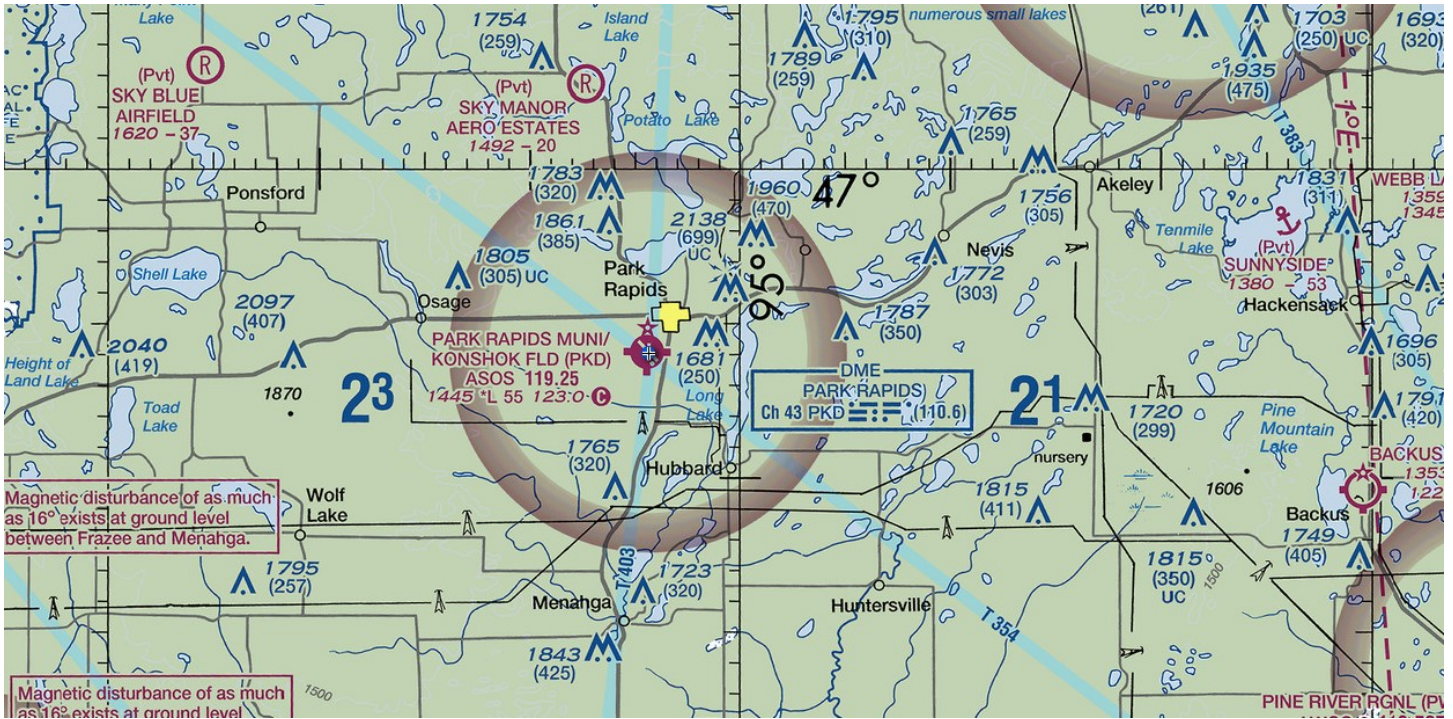 Lake
1754
(259)
Island
Lake
1795
(310)
numerous small lakes
(261)
1703
(250) UC
1693
(320)
1789
(259)
1935
(475)
(Pvt)
SKY BLUE
AIRFIELD
1620 - 37
R
(Pvt)
SKY MANOR
AERO ESTATES
1492 - 20
R
Potato Lake
1765
(259)
T 383
1°E
Ponsford
1783
(320)
1861
(385)
1960
(470)
47°
1756
(305)
Akeley
1831
(311)
WEBB LA
1359
1345
2138
(699)
UC
Tenmile
Lake
(Pvt)
SUNNYSIDE
1380 - 53
Shell Lake
1805
(305) UC
Park
Rapids
95°
Nevis
1772
(303)
Hackensack
2097
(407)
Osage
1787
(350)
2040
(419)
Height of
Land Lake
PARK RAPIDS MUNI/
KONSHOK FLD (PKD)
ASOS 119.25
1445 *L 55 123.0 C
1681
(250)
Long
Lake
1696
(305)
DME
PARK RAPIDS
Ch 43 PKD (110.6)
1870
2³
2¹
1720
(299)
1791
(420)
Toad
Lake
Pine
Mountain
Lake
nursery
1765
(320)
Hubbard
BACKUS
1353
122
Magnetic disturbance of as much
as 16° exists at ground level
between Frazee and Menahga.
Wolf
Lake
1815
(411)
1606
Backus
1749
(405)
1795
(257)
T 403
1723
(320)
1815
(350)
UC
1500
Menahga
Huntersville
T 354
1843
(425)
1500
Magnetic disturbance of as much
as 16° exists at ground level
PINE RIVER RGNL (PV